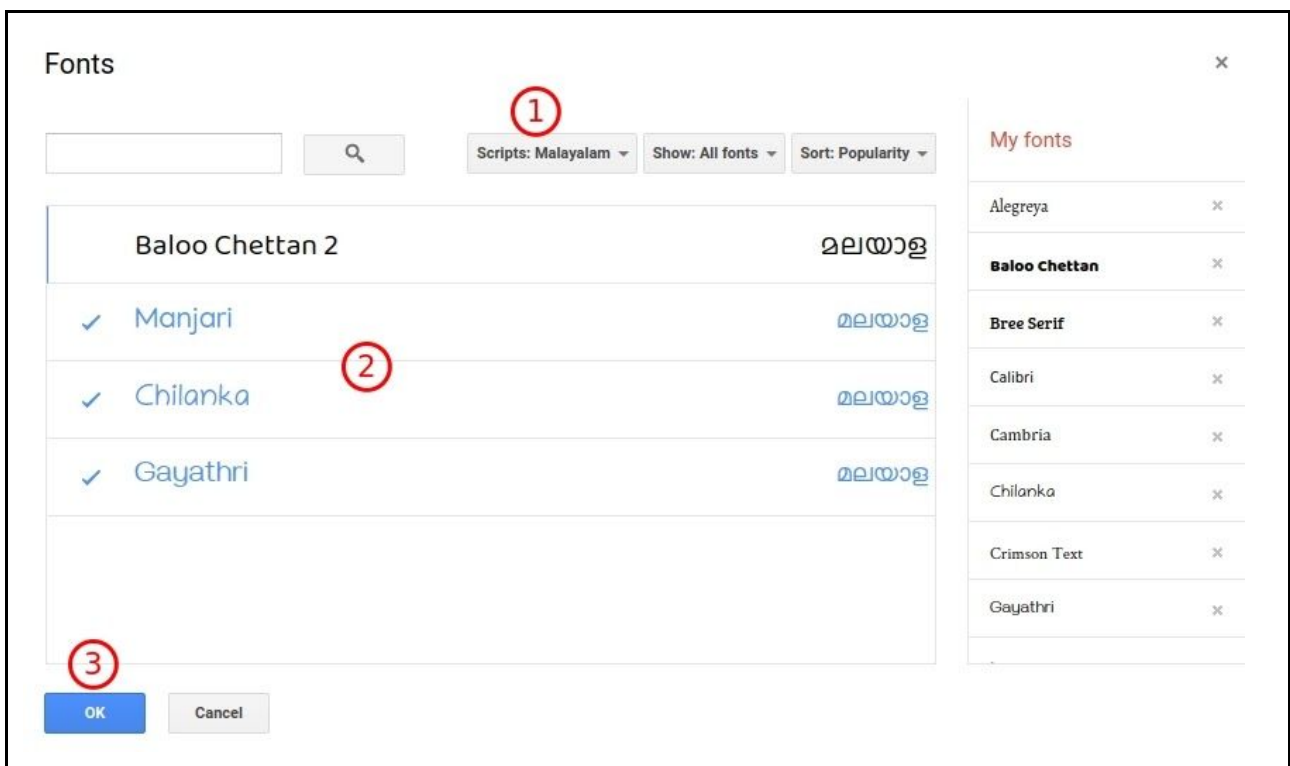 Fonts
1
Scripts: Malayalam Show: All fonts Sort: Popularity
Baloo Chettan 2 മലയാള
Manjari മലയാള
2
Chilanka മലയാള
Gayathri മലയാള
3
OK Cancel
My fonts
Alegreya
Baloo Chettan
Bree Serif
Calibri
Cambria
Chilanka
Crimson Text
Gayathri